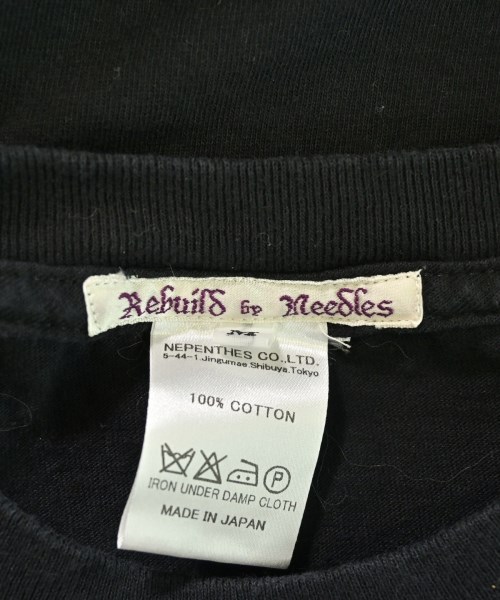 Rebuild by Needles
M
NEPENTHES CO.,LTD.
5-44-1.Jingumae.Shibuya.Tokyo
100% COTTON
P
IRON UNDER DAMP CLOTH
MADE IN JAPAN